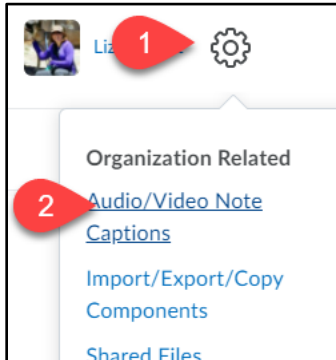 Liz 1
Organization Related
2 Audio/Video Note
Captions
Import/Export/Copy
Components
Shared Files